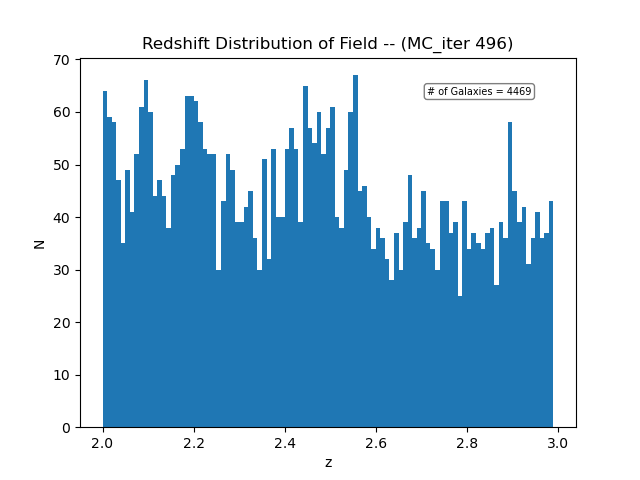 Redshift Distribution of Field -- (MC_iter 496)
# of Galaxies = 4469
70
60
50
40
30
20
10
0
N
2.0 2.2 2.4 2.6 2.8 3.0
z